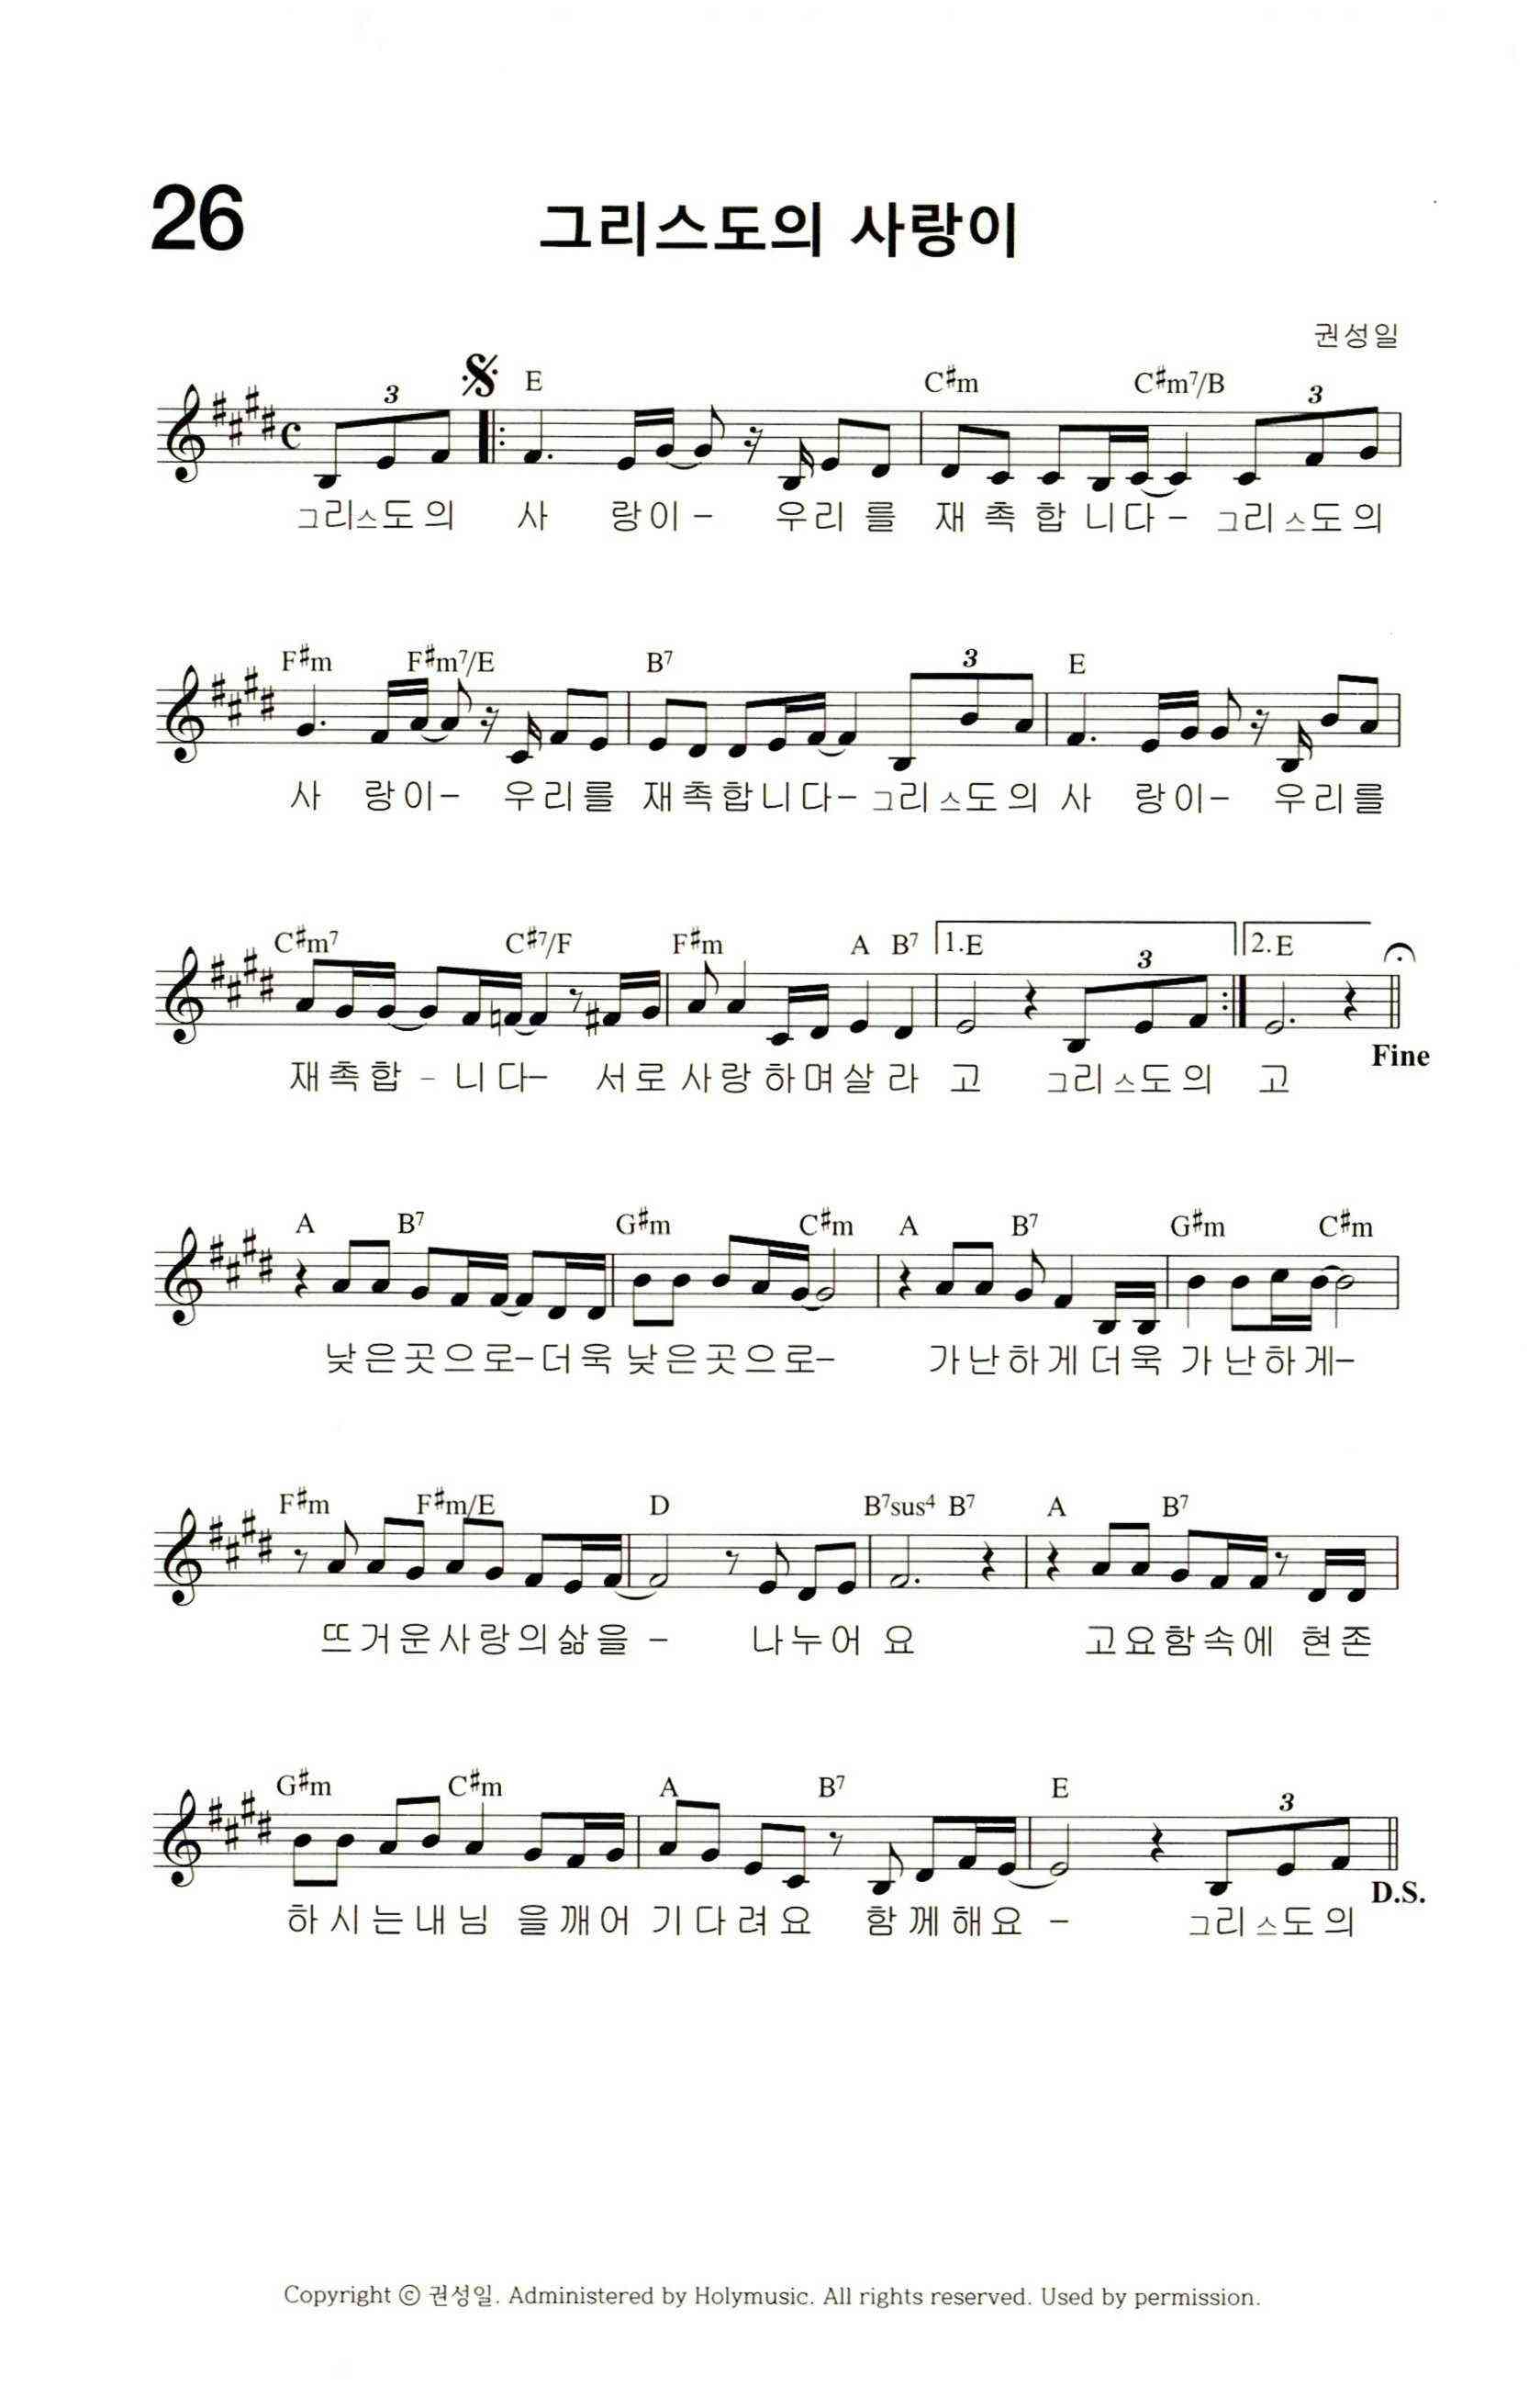 26
그리스도의 사랑이
권성일
3 E C#m C#m7/B 3
그리스도의 사 랑이- 우리를 재촉합니다- 그리스도의
F#m F#m7/E B7 3 E
사 랑이- 우리를 재촉합니다- 그리스도의 사 랑이- 우리를
C#m7 C#7/F F#m A B7 1.E 3 2.E
Fine
재촉합-니다- 서로사랑하며살라고 그리스도의 고
A B7 G#m C#m A B7 G#m C#m
낮은곳으로-더욱 낮은곳으로- 가난하게더욱 가난하게-
F#m F#m/E D B7sus4 B7 A B7
뜨거운사랑의삶을- 나누어요 고요함속에 현존
G#m C#m A B7 E 3
D.S.
하시는내님 을깨어 기다려요 함께해요- 그리스도의
Copyright ⓒ 권성일. Administered by Holymusic. All rights reserved. Used by permission.